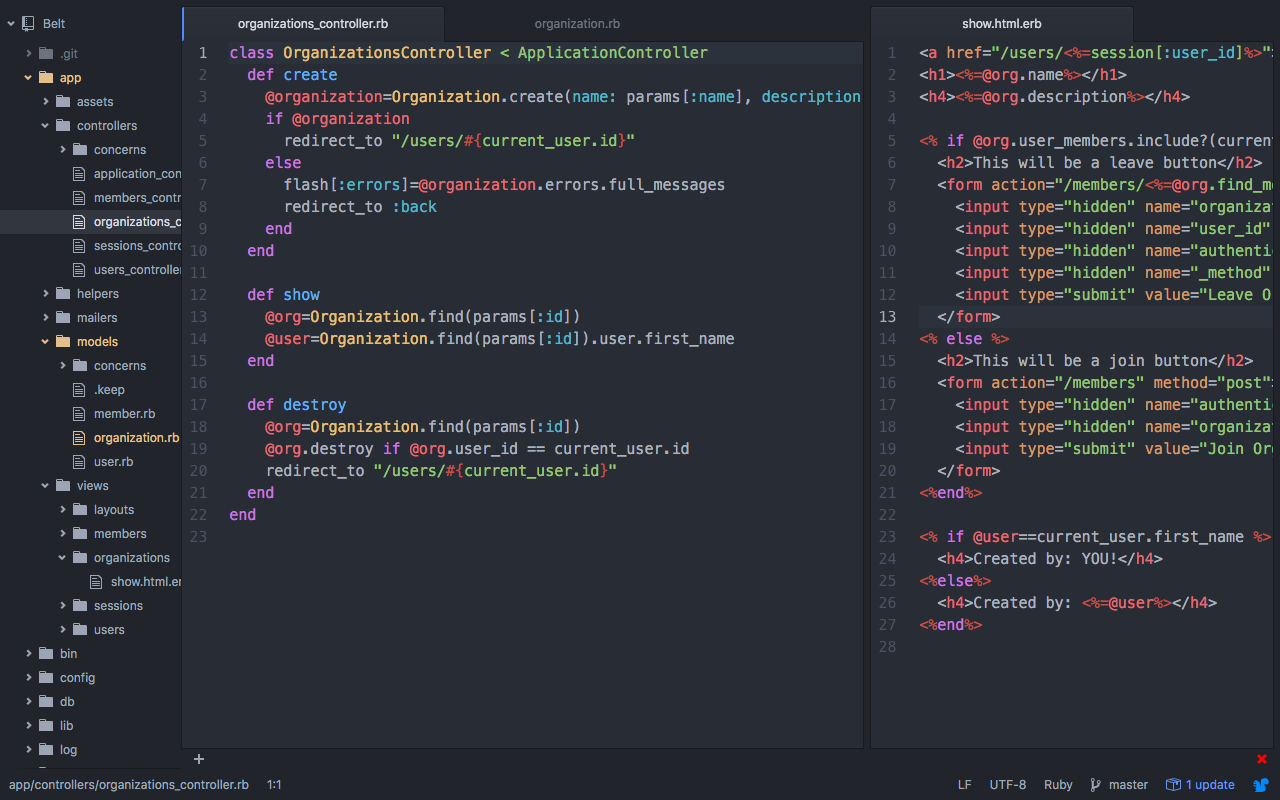 Belt
.git
app
assets
controllers
concerns
application_con
members_contr
organizations_c
sessions_contro
users_controller
helpers
mailers
models
concerns
.keep
member.rb
organization.rb
user.rb
views
layouts
members
organizations
show.html.er
sessions
users
bin
config
db
lib
log
organizations_controller.rb
organization.rb
1 class OrganizationsController < ApplicationController
2 def create
3 @organization=Organization.create(name: params[:name], description
4 if @organization
5 redirect_to "/users/#{current_user.id}"
6 else
7 flash[:errors]=@organization.errors.full_messages
8 redirect_to :back
9 end
10 end
11
12 def show
13 @org=Organization.find(params[:id])
14 @user=Organization.find(params[:id]).user.first_name
15 end
16
17 def destroy
18 @org=Organization.find(params[:id])
19 @org.destroy if @org.user_id == current_user.id
20 redirect_to "/users/#{current_user.id}"
21 end
22 end
23
show.html.erb
1 <a href="/users/<%=session[:user_id]%>"
2 <h1><%=@org.name%></h1>
3 <h4><%=@org.description%></h4>
4
5 <% if @org.user_members.include?(curren
6 <h2>This will be a leave button</h2>
7 <form action="/members/<%=@org.find_m
8 <input type="hidden" name="organiza
9 <input type="hidden" name="user_id"
10 <input type="hidden" name="authenti
11 <input type="hidden" name="_method"
12 <input type="submit" value="Leave O
13 </form>
14 <% else %>
15 <h2>This will be a join button</h2>
16 <form action="/members" method="post"
17 <input type="hidden" name="authenti
18 <input type="hidden" name="organiza
19 <input type="submit" value="Join Or
20 </form>
21 <%end%>
22
23 <% if @user==current_user.first_name %>
24 <h4>Created by: YOU!</h4>
25 <%else%>
26 <h4>Created by: <%=@user%></h4>
27 <%end%>
28
+
app/controllers/organizations_controller.rb 1:1 LF UTF-8 Ruby master 1 update